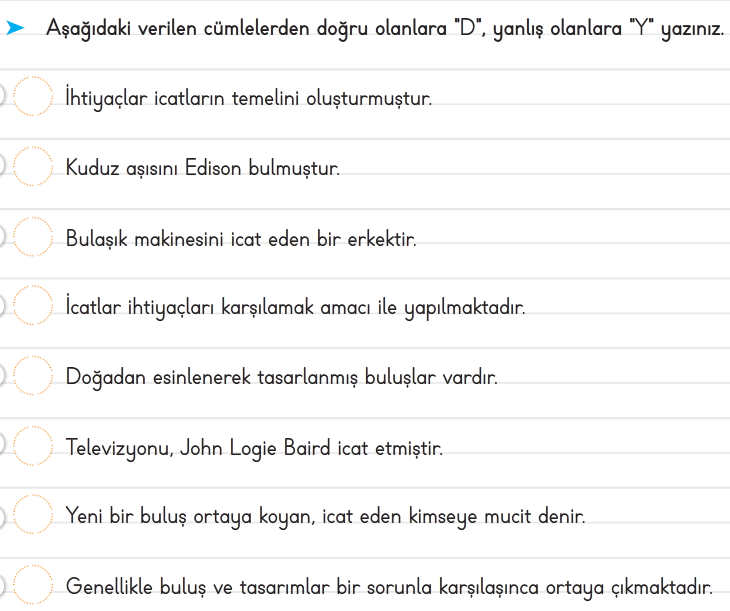 Aşağıdaki verilen cümlelerden doğru olanlara "D", yanlış olanlara "Y" yazınız.
İhtiyaçlar icatların temelini oluşturmuştur.
Kuduz aşısını Edison bulmuştur.
Bulaşık makinesini icat eden bir erkektir.
İcatlar ihtiyaçları karşılamak amacı ile yapılmaktadır.
Doğadan esinlenerek tasarlanmış buluşlar vardır.
Televizyonu, John Logie Baird icat etmiştir.
Yeni bir buluş ortaya koyan, icat eden kimseye mucit denir.
Genellikle buluş ve tasarımlar bir sorunla karşılaşınca ortaya çıkmaktadır.